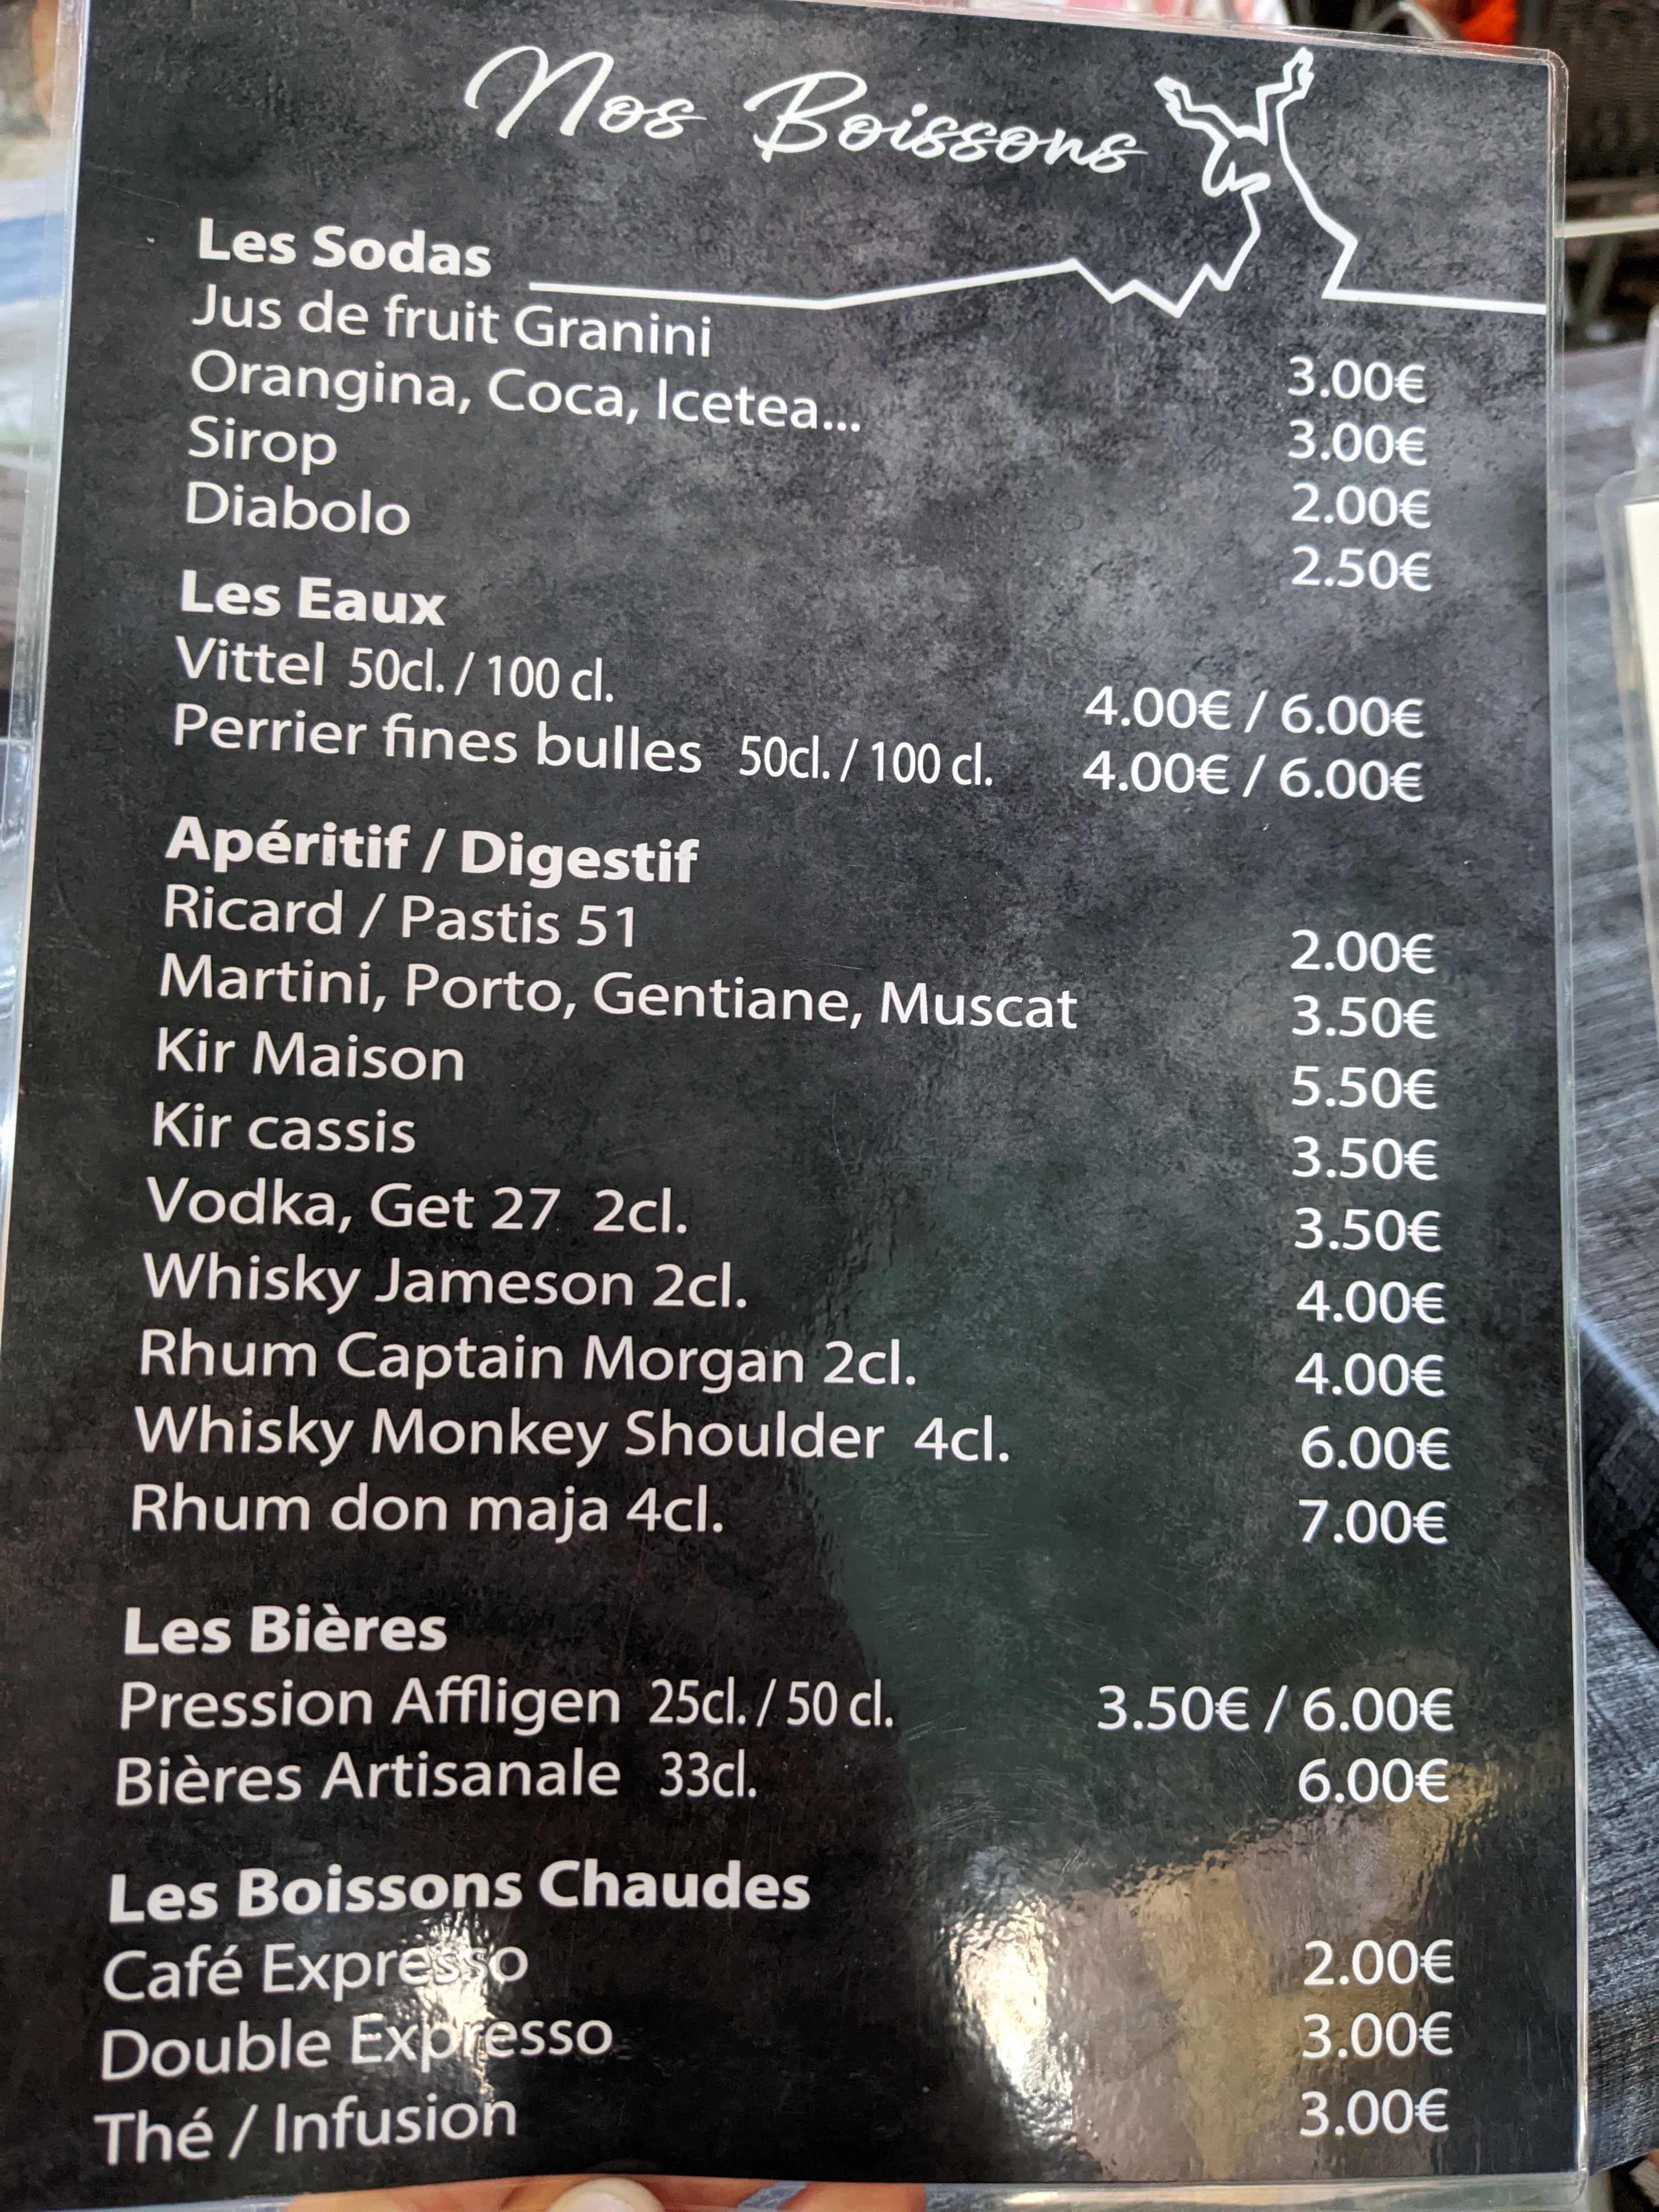 Nos Boissons
Les Sodas
Jus de fruit Granini 3.00€
Orangina, Coca, Icetea... 3.00€
Sirop 2.00€
Diabolo 2.50€
Les Eaux
Vittel 50cl. / 100 cl. 4.00€ / 6.00€
Perrier fines bulles 50cl. / 100 cl. 4.00€ / 6.00€
Apéritif / Digestif
Ricard / Pastis 51 2.00€
Martini, Porto, Gentiane, Muscat 3.50€
Kir Maison 5.50€
Kir cassis 3.50€
Vodka, Get 27 2cl. 3.50€
Whisky Jameson 2cl. 4.00€
Rhum Captain Morgan 2cl. 4.00€
Whisky Monkey Shoulder 4cl. 6.00€
Rhum don maja 4cl. 7.00€
Les Bières
Pression Affligen 25cl. / 50 cl. 3.50€ / 6.00€
Bières Artisanale 33cl. 6.00€
Les Boissons Chaudes
Café Expresso 2.00€
Double Expresso 3.00€
Thé / Infusion 3.00€